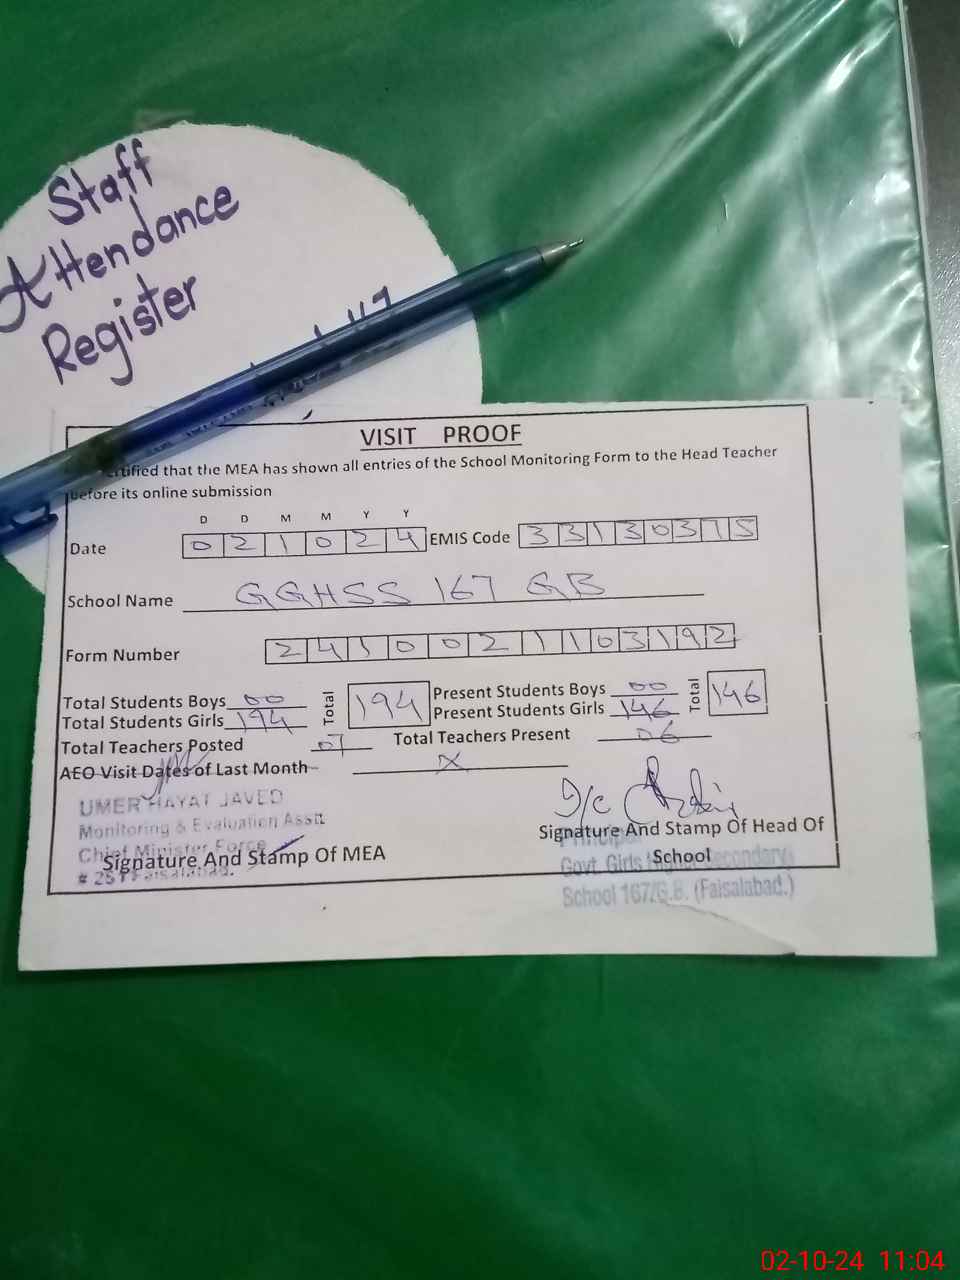 Staff
Attendance
Register
VISIT PROOF
certified that the MEA has shown all entries of the School Monitoring Form to the Head Teacher
before its online submission
D D M M Y Y
Date 0 2 1 0 2 4 EMIS Code 3 3 1 3 0 3 7 5
School Name GGHSS 167 GB
Form Number 2 4 1 0 0 2 1 1 0 3 1 9 2
Total Students Boys 00 Total 194 Present Students Boys 00 Total 146
Total Students Girls 194 Present Students Girls 146
Total Teachers Posted 07 Total Teachers Present 06
AEO Visit Dates of Last Month X
UMER HAYAT JAVED
Monitoring & Evaluation Asstt
Chief Minister Force
# 251 Faisalabad.
Signature And Stamp Of MEA
I/c
Signature And Stamp Of Head Of
School
Principal
Govt. Girls Higher Secondary
School 167/G.B. (Faisalabad.)
02-10-24 11:04